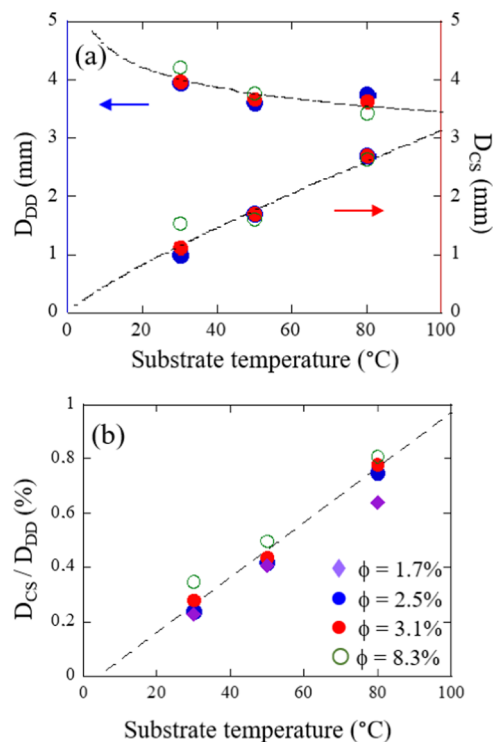 (a)
5
4
3
2
1
0
D_DD (mm)
5
4
3
2
1
0
D_CS (mm)
0 20 40 60 80 100
Substrate temperature (°C)
(b)
1
0.8
0.6
0.4
0.2
0
D_CS / D_DD (%)
ϕ = 1.7%
ϕ = 2.5%
ϕ = 3.1%
ϕ = 8.3%
0 20 40 60 80 100
Substrate temperature (°C)